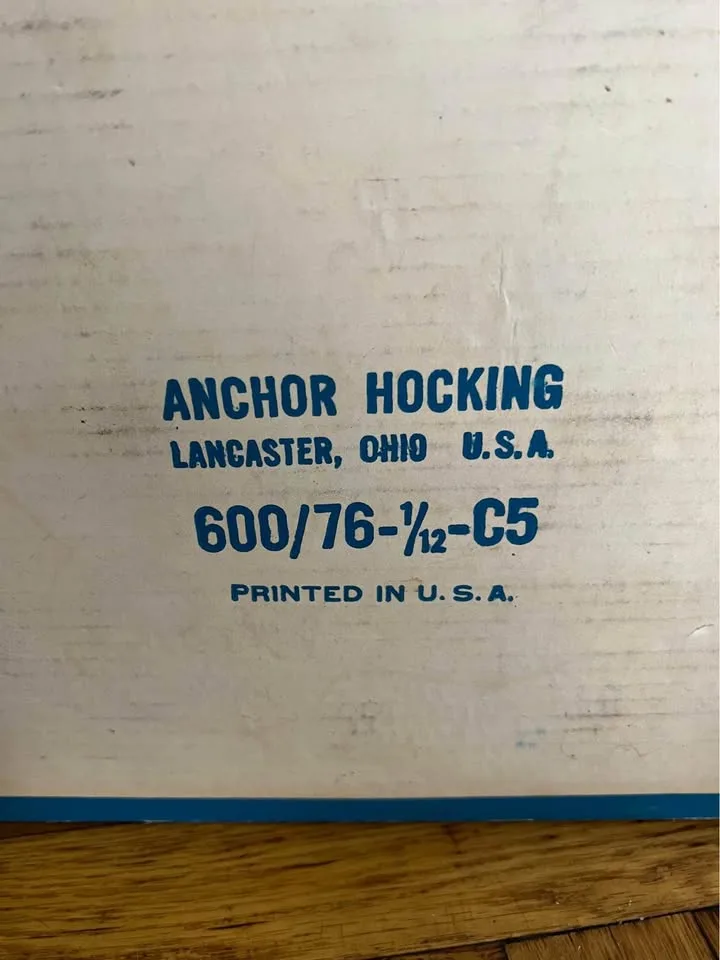 ANCHOR HOCKING
LANCASTER, OHIO U.S.A.
600/76-1/12-C5
PRINTED IN U.S.A.